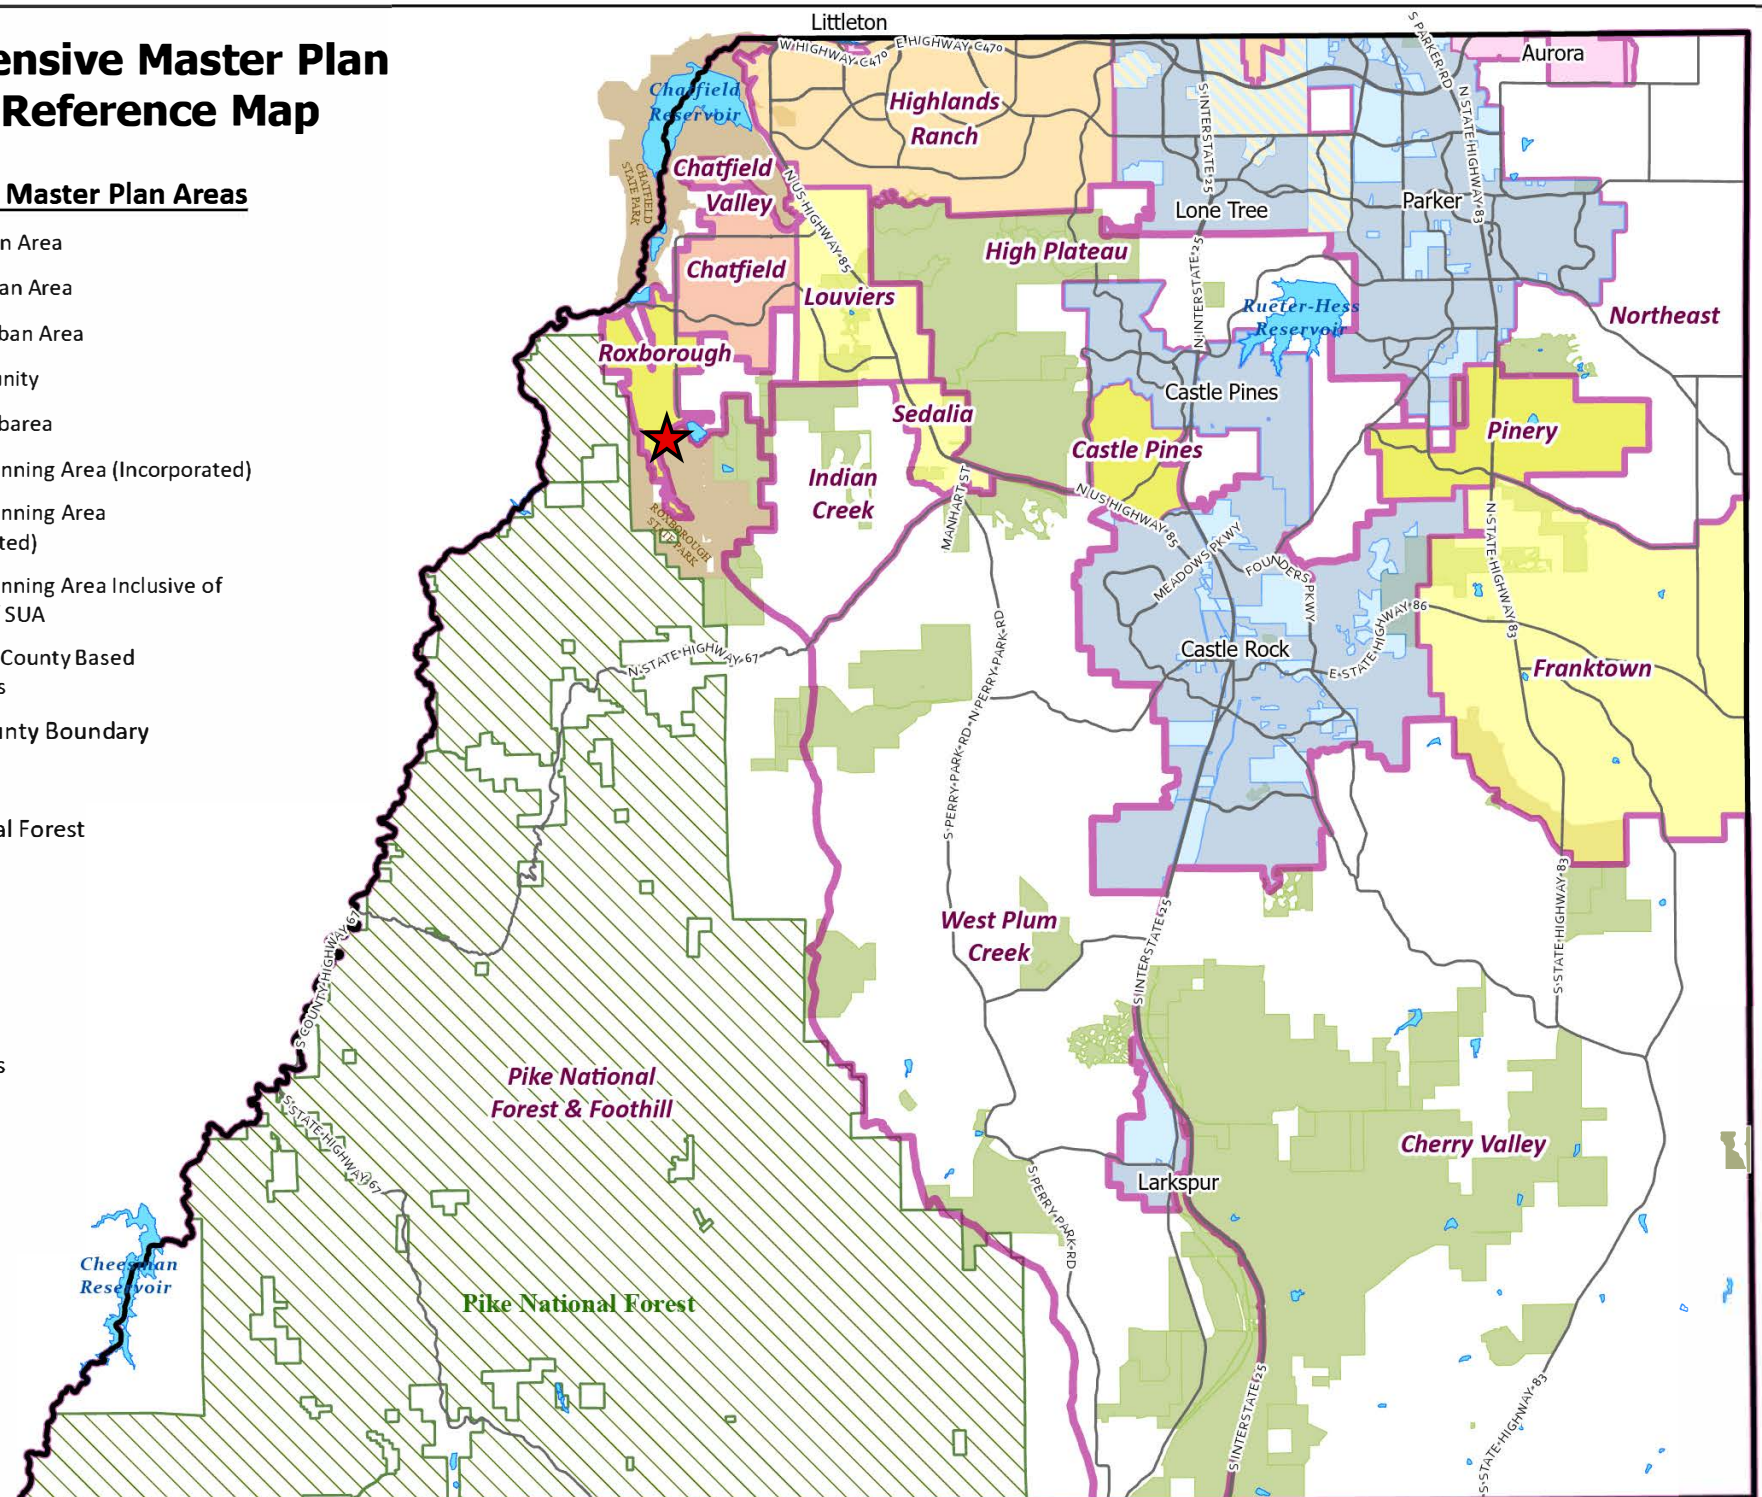 ensive Master Plan
Reference Map
Master Plan Areas
n Area
an Area
ban Area
nity
barea
nning Area (Incorporated)
nning Area
ted)
nning Area Inclusive of
SUA
County Based
s
nty Boundary
al Forest
s
Littleton
W HIGHWAY C470
E HIGHWAY C470
S PARKER RD
Aurora
Chatfield
Reservoir
Highlands
Ranch
S INTERSTATE 25
N STATE HIGHWAY 83
CHATFIELD
STATE PARK
Chatfield
Valley
N US HIGHWAY 85
Lone Tree
Parker
High Plateau
Chatfield
Louviers
N INTERSTATE 25
Rueter-Hess
Reservoir
Northeast
Roxborough
Castle Pines
Sedalia
Castle Pines
Pinery
Indian
Creek
MANHART ST
N US HIGHWAY 85
ROXBOROUGH
STATE PARK
MEADOWS PKWY
FOUNDERS PKWY
N STATE HIGHWAY 83
E STATE HIGHWAY 86
N STATE HIGHWAY 67
Castle Rock
Franktown
N PERRY PARK RD
S PERRY PARK RD
S PERRY PARK RD
S COUNTY HIGHWAY 67
West Plum
Creek
S INTERSTATE 25
S STATE HIGHWAY 83
Pike National
Forest & Foothill
S STATE HIGHWAY 67
Cherry Valley
Larkspur
S PERRY PARK RD
Cheesman
Reservoir
Pike National Forest
S INTERSTATE 25
S STATE HIGHWAY 83